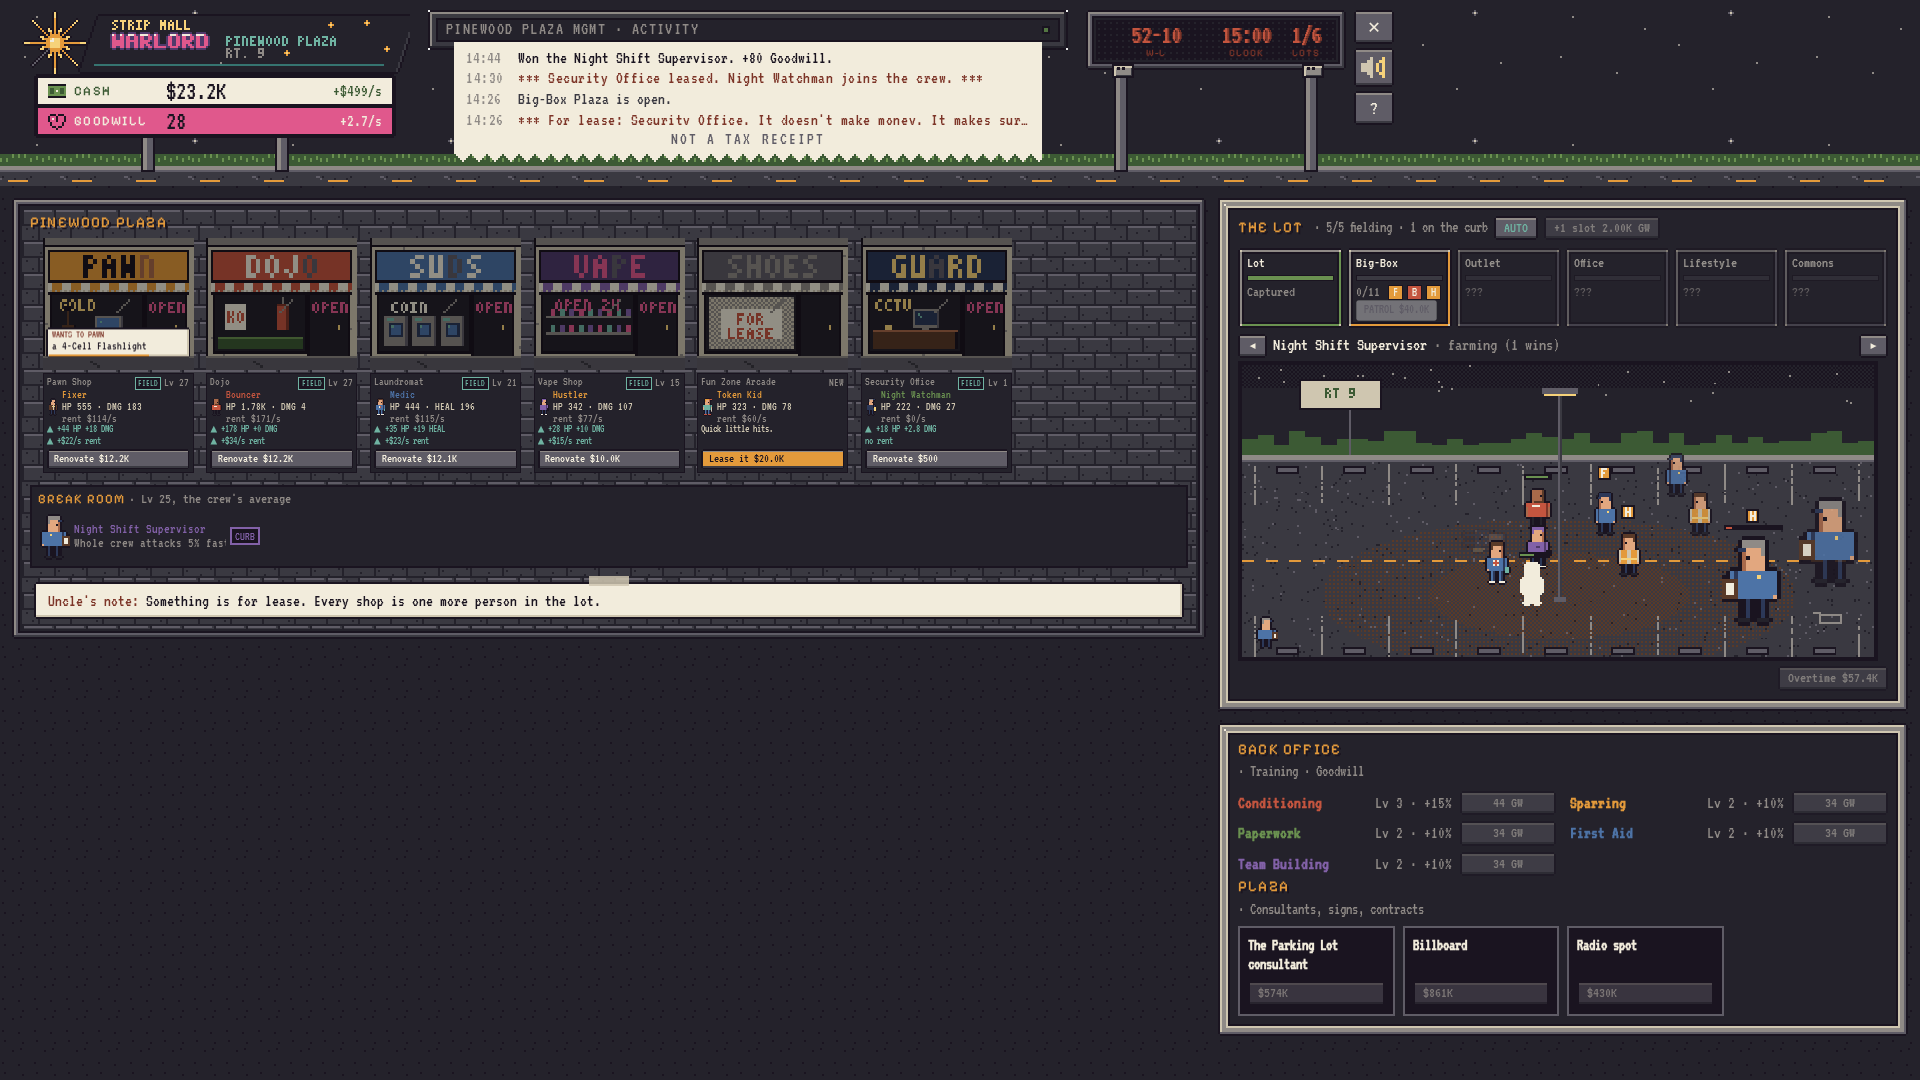 STRIP MALL
WARLORD
PINEWOOD PLAZA
RT. 9
CASH $23.2K +$499/s
GOODWILL 28 +2.7/s
PINEWOOD PLAZA MGMT · ACTIVITY
14:44 Won the Night Shift Supervisor. +80 Goodwill.
14:30 *** Security Office leased. Night Watchman joins the crew. ***
14:26 Big-Box Plaza is open.
14:26 *** For lease: Security Office. It doesn't make money. It makes sur…
NOT A TAX RECEIPT
52-10 15:00 1/6
W-L CLOCK LOTS
×
?
PINEWOOD PLAZA
PAWN DOJO SUDS VAPE SHOES GUARD
GOLD OPEN KO OPEN COIN OPEN OPEN 2K OPEN FOR LEASE CCTV OPEN
WANTS TO PAWN
a 4-Cell Flashlight
Pawn Shop FIELD Lv 27
Fixer
HP 555 · DMG 183
rent $114/s
▲ +44 HP +18 DMG
▲ +$22/s rent
Renovate $12.2K
Dojo FIELD Lv 27
Bouncer
HP 1.78K · DMG 4
rent $171/s
▲ +178 HP +0 DMG
▲ +$34/s rent
Renovate $12.2K
Laundromat FIELD Lv 21
Medic
HP 444 · HEAL 196
rent $115/s
▲ +35 HP +19 HEAL
▲ +$23/s rent
Renovate $12.1K
Vape Shop FIELD Lv 15
Hustler
HP 342 · DMG 107
rent $77/s
▲ +28 HP +10 DMG
▲ +$15/s rent
Renovate $10.0K
Fun Zone Arcade NEW
Token Kid
HP 323 · DMG 78
rent $60/s
Quick little hits.
Lease it $20.0K
Security Office FIELD Lv 1
Night Watchman
HP 222 · DMG 27
rent $0/s
▲ +18 HP +2.8 DMG
no rent
Renovate $500
BREAK ROOM · Lv 25, the crew's average
Night Shift Supervisor
Whole crew attacks 5% fas
CURB
Uncle's note: Something is for lease. Every shop is one more person in the lot.
THE LOT · 5/5 fielding · 1 on the curb AUTO +1 slot 2.00K GW
Lot
Captured
Big-Box
0/11 F B H
PATROL $40.0K
Outlet
???
Office
???
Lifestyle
???
Commons
???
◄ Night Shift Supervisor · farming (1 wins) ►
RT 9
F
H
H
Overtime $57.4K
BACK OFFICE
· Training · Goodwill
Conditioning Lv 3 · +15% 44 GW
Sparring Lv 2 · +10% 34 GW
Paperwork Lv 2 · +10% 34 GW
First Aid Lv 2 · +10% 34 GW
Team Building Lv 2 · +10% 34 GW
PLAZA
· Consultants, signs, contracts
The Parking Lot
consultant
$574K
Billboard
$861K
Radio spot
$430K